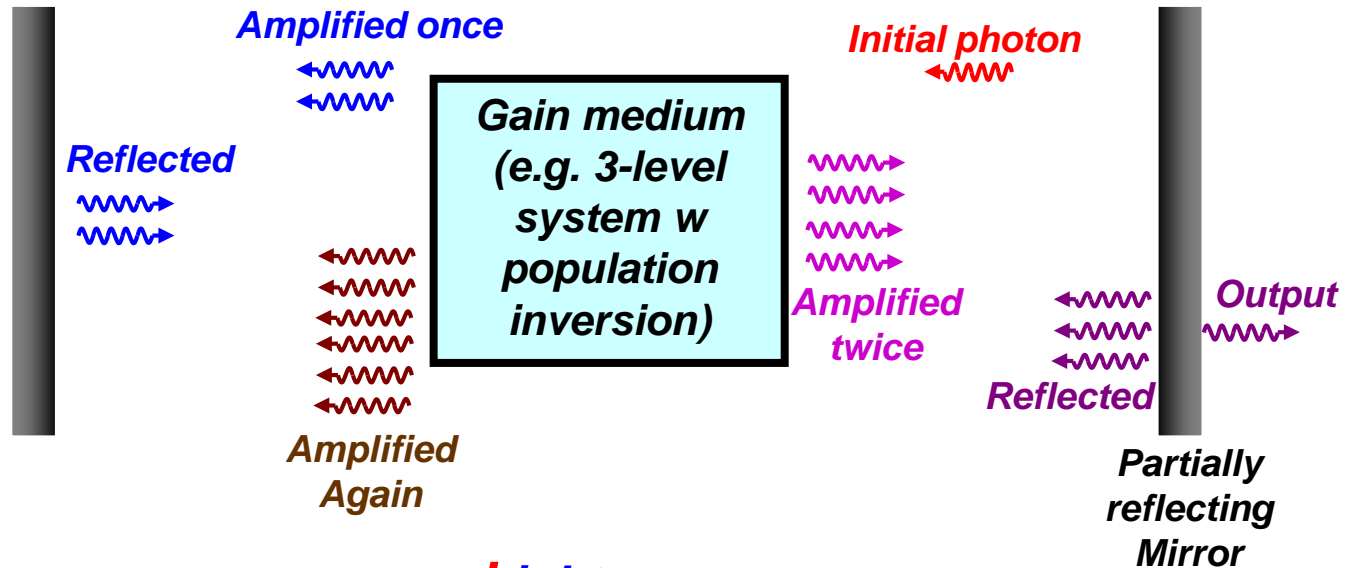 Amplified once
Initial photon
Gain medium
(e.g. 3-level
system w
population
inversion)
Reflected
Amplified
twice
Output
Reflected
Amplified
Again
Partially
reflecting
Mirror